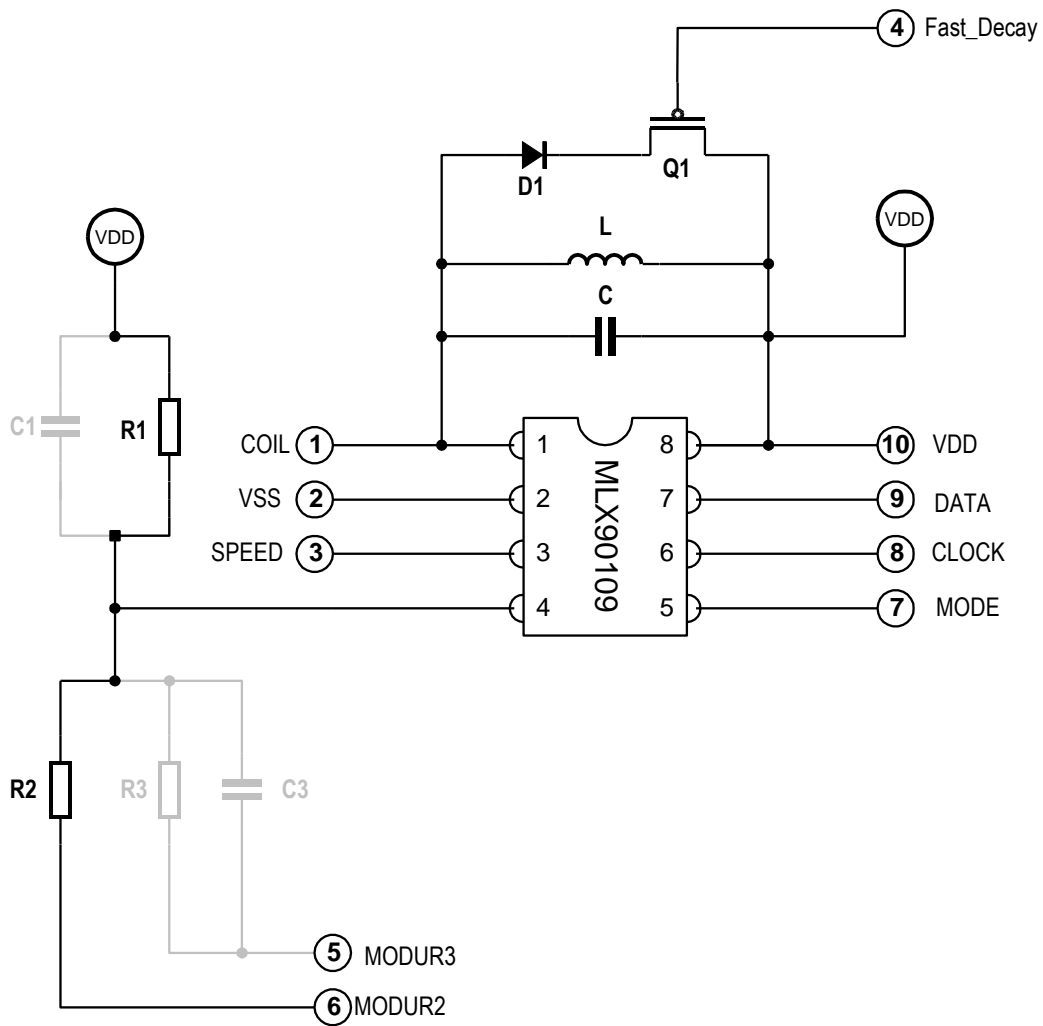 4 Fast_Decay
D1
Q1
VDD
VDD
L
C
C1
R1
COIL 1
1
8
10 VDD
VSS 2
2
7
9 DATA
SPEED 3
3
6
8 CLOCK
4
5
7 MODE
MLX90109
R2
R3
C3
5 MODUR3
6 MODUR2